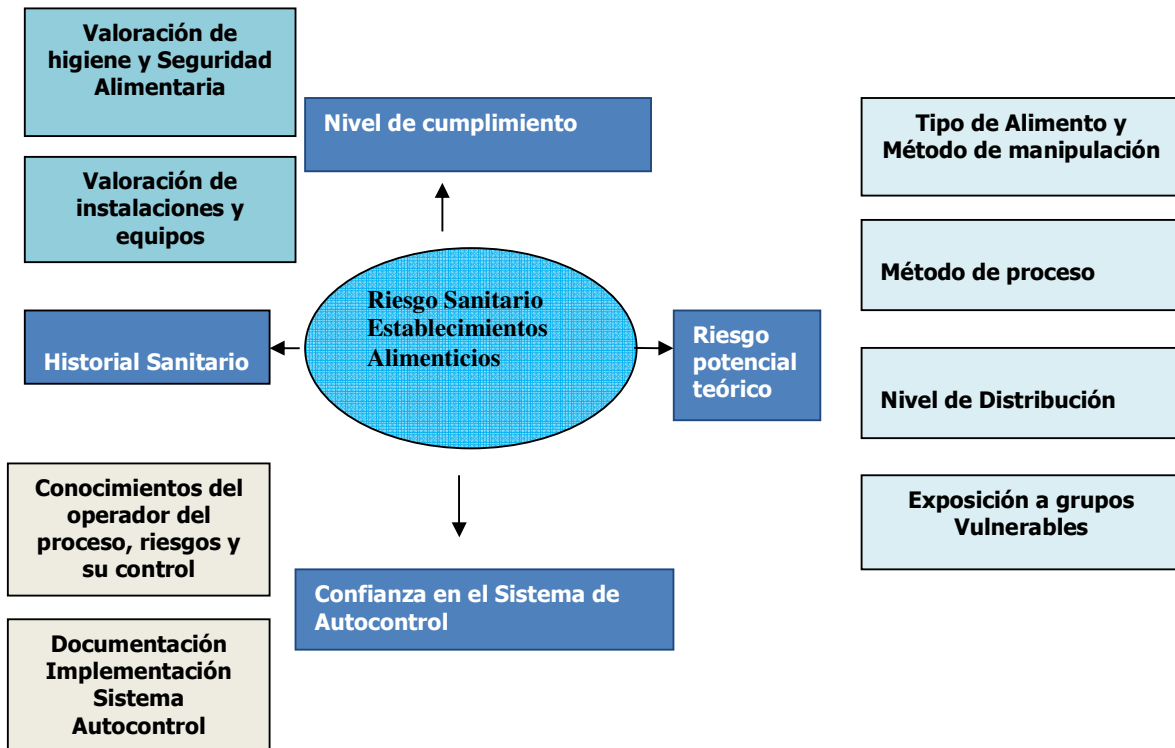 Valoración de
higiene y Seguridad
Alimentaria
Nivel de cumplimiento
Tipo de Alimento y
Método de manipulación
Valoración de
instalaciones y
equipos
Método de proceso
Riesgo Sanitario
Establecimientos
Alimenticios
Historial Sanitario
Riesgo
potencial
teórico
Nivel de Distribución
Conocimientos del
operador del
proceso, riesgos y
su control
Exposición a grupos
Vulnerables
Confianza en el Sistema de
Autocontrol
Documentación
Implementación
Sistema
Autocontrol